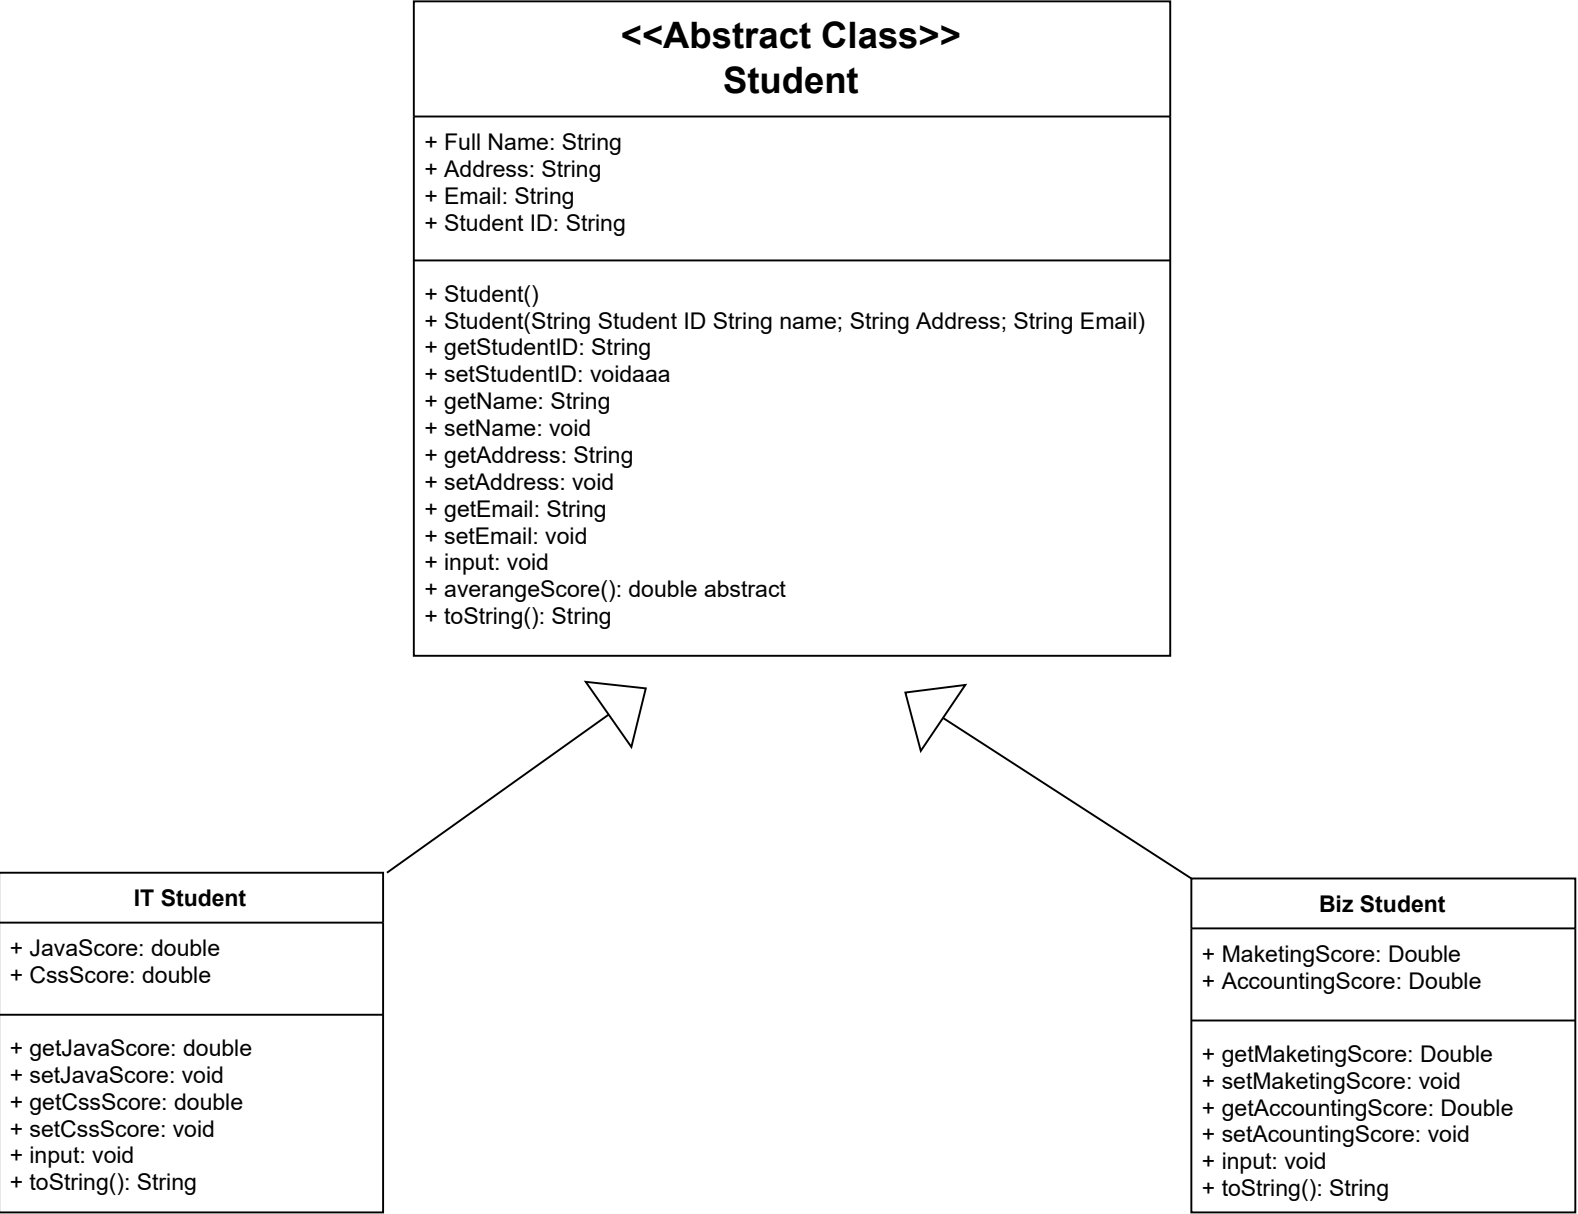 <<Abstract Class>>
Student
+ Full Name: String
+ Address: String
+ Email: String
+ Student ID: String
+ Student()
+ Student(String Student ID String name; String Address; String Email)
+ getStudentID: String
+ setStudentID: voidaaa
+ getName: String
+ setName: void
+ getAddress: String
+ setAddress: void
+ getEmail: String
+ setEmail: void
+ input: void
+ averangeScore(): double abstract
+ toString(): String
IT Student
+ JavaScore: double
+ CssScore: double
+ getJavaScore: double
+ setJavaScore: void
+ getCssScore: double
+ setCssScore: void
+ input: void
+ toString(): String
Biz Student
+ MaketingScore: Double
+ AccountingScore: Double
+ getMaketingScore: Double
+ setMaketingScore: void
+ getAccountingScore: Double
+ setAcountingScore: void
+ input: void
+ toString(): String